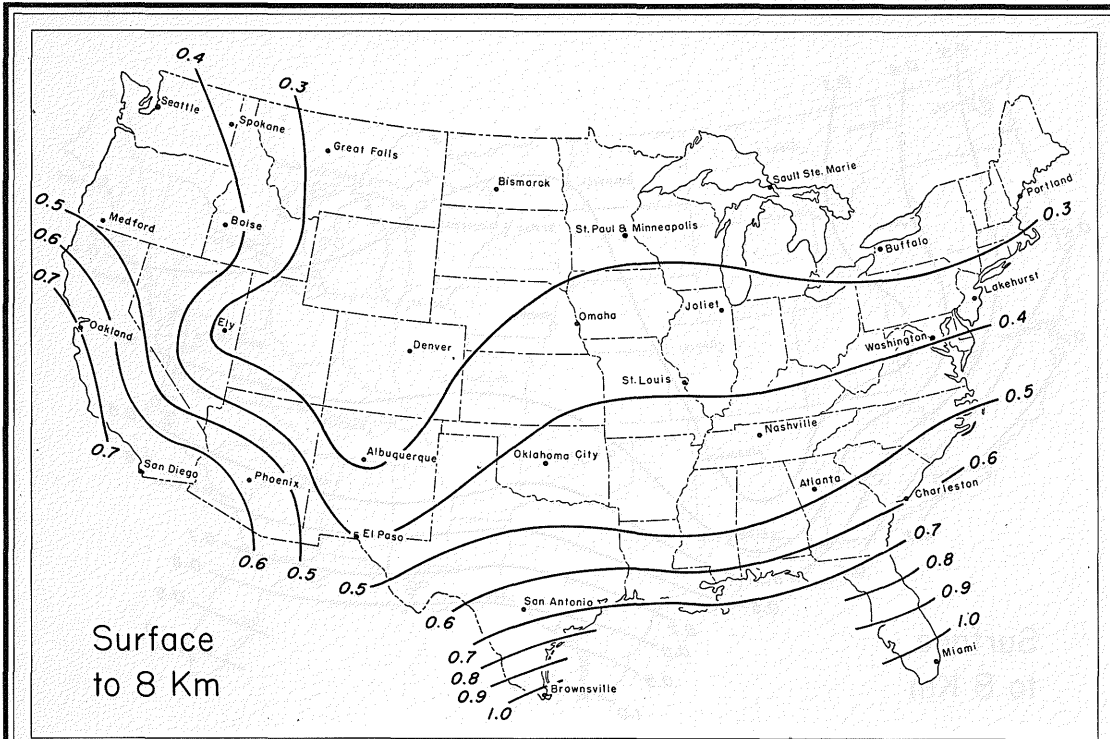 0.4
0.3
Seattle
Spokane
Great Falls
Bismarck
Sault Ste. Marie
Portland
0.5
Medford
Boise
St. Paul & Minneapolis
0.3
0.6
Buffalo
0.7
Lakehurst
Oakland
Ely
Omaha
Joliet
0.4
Washington
Denver
St. Louis
0.5
0.7
Nashville
San Diego
Phoenix
Albuquerque
Oklahoma City
Atlanta
0.6
Charleston
El Paso
0.7
0.6
0.5
0.5
0.8
0.6
San Antonio
0.9
1.0
Surface
to 8 Km
0.7
0.8
0.9
1.0
Brownsville
Miami